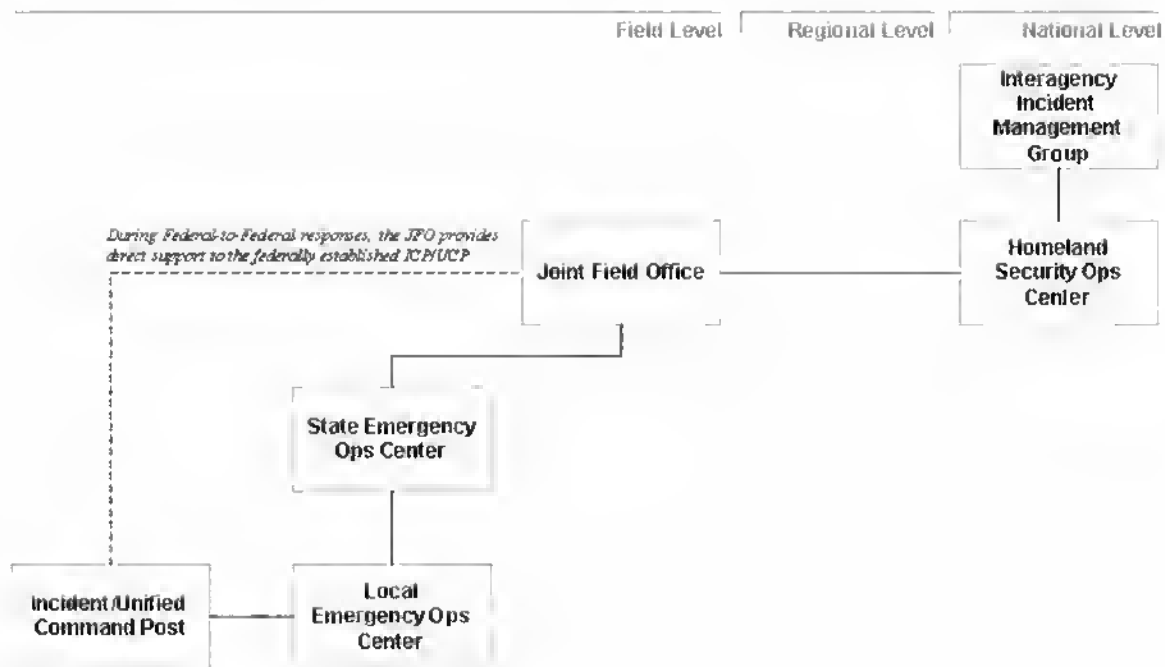 Field Level
Regional Level
National Level
Interagency
Incident
Management
Group
During Federal-to-Federal responses, the JFO provides
direct support to the federally established ICP/UCP
Joint Field Office
Homeland
Security Ops
Center
State Emergency
Ops Center
Incident/Unified
Command Post
Local
Emergency Ops
Center